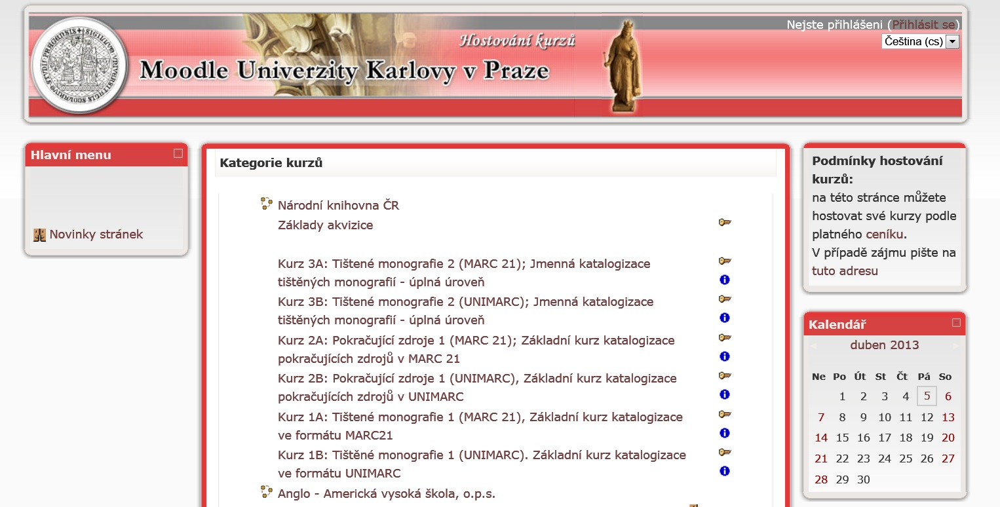 Nejste přihlášeni (Přihlásit se)
Čeština (cs)
Hostování kurzů
Moodle Univerzity Karlovy v Praze
Hlavní menu
Novinky stránek
Kategorie kurzů
Národní knihovna ČR
Základy akvizice
Kurz 3A: Tištené monografie 2 (MARC 21); Jmenná katalogizace
tištěných monografií - úplná úroveň
Kurz 3B: Tištené monografie 2 (UNIMARC); Jmenná katalogizace
tištěných monografií - úplná úroveň
Kurz 2A: Pokračující zdroje 1 (MARC 21); Základní kurz katalogizace
pokračujících zdrojů v MARC 21
Kurz 2B: Pokračující zdroje 1 (UNIMARC), Základní kurz katalogizace
pokračujících zdrojů v UNIMARC
Kurz 1A: Tištené monografie 1 (MARC 21), Základní kurz katalogizace
ve formátu MARC21
Kurz 1B: Tištěné monografie 1 (UNIMARC). Základní kurz katalogizace
ve formátu UNIMARC
Anglo - Americká vysoká škola, o.p.s.
Podmínky hostování
kurzů:
na této stránce můžete
hostovat své kurzy podle
platného ceníku.
V případě zájmu pište na
tuto adresu
Kalendář
duben 2013
Ne Po Út St Čt Pá So
1 2 3 4 5 6
7 8 9 10 11 12 13
14 15 16 17 18 19 20
21 22 23 24 25 26 27
28 29 30